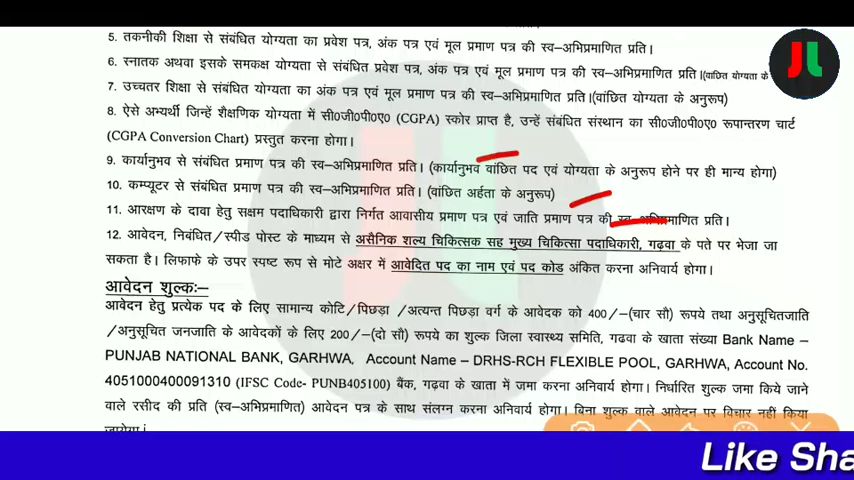 5. तकनीकी शिक्षा से संबंधित योग्यता का प्रवेश पत्र, अंक पत्र एवं मूल प्रमाण पत्र की स्व–अभिप्रमाणित प्रति।
6. स्नातक अथवा इसके समकक्ष योग्यता से संबंधित प्रवेश पत्र, अंक पत्र एवं मूल प्रमाण पत्र की स्व–अभिप्रमाणित प्रति।(वांछित योग्यता के
7. उच्चतर शिक्षा से संबंधित योग्यता का अंक पत्र एवं मूल प्रमाण पत्र की स्व–अभिप्रमाणित प्रति।(वांछित योग्यता के अनुरूप)
8. ऐसे अभ्यर्थी जिन्हें शैक्षणिक योग्यता में सी0जी0पी0ए0 (CGPA) स्कोर प्राप्त है, उन्हें संबंधित संस्थान का सी0जी0पी0ए0 रूपान्तरण चार्ट
(CGPA Conversion Chart) प्रस्तुत करना होगा।
9. कार्यानुभव से संबंधित प्रमाण पत्र की स्व–अभिप्रमाणित प्रति। (कार्यानुभव वांछित पद एवं योग्यता के अनुरूप होने पर ही मान्य होगा)
10. कम्प्यूटर से संबंधित प्रमाण पत्र की स्व–अभिप्रमाणित प्रति। (वांछित अर्हता के अनुरूप)
11. आरक्षण के दावा हेतु सक्षम पदाधिकारी द्वारा निर्गत आवासीय प्रमाण पत्र एवं जाति प्रमाण पत्र की स्व–अभिप्रमाणित प्रति।
12. आवेदन, निबंधित/स्पीड पोस्ट के माध्यम से असैनिक शल्य चिकित्सक सह मुख्य चिकित्सा पदाधिकारी, गढ़वा के पते पर भेजा जा
सकता है। लिफाफे के उपर स्पष्ट रूप से मोटे अक्षर में आवेदित पद का नाम एवं पद कोड अंकित करना अनिवार्य होगा।
आवेदन शुल्कः–
आवेदन हेतु प्रत्येक पद के लिए सामान्य कोटि/पिछड़ा /अत्यन्त पिछड़ा वर्ग के आवेदक को 400/–(चार सौ) रूपये तथा अनुसूचितजाति
/अनुसूचित जनजाति के आवेदकों के लिए 200/–(दो सौ) रूपये का शुल्क जिला स्वास्थ्य समिति, गढवा के खाता संख्या Bank Name –
PUNJAB NATIONAL BANK, GARHWA, Account Name – DRHS-RCH FLEXIBLE POOL, GARHWA, Account No.
4051000400091310 (IFSC Code- PUNB405100) बैंक, गढ़वा के खाता में जमा करना अनिवार्य होगा। निर्धारित शुल्क जमा किये जाने
वाले रसीद की प्रति (स्व–अभिप्रमाणित) आवेदन पत्र के साथ संलग्न करना अनिवार्य होगा। बिना शुल्क वाले आवेदन पर विचार नहीं किया
जायेगा।
Like Sha